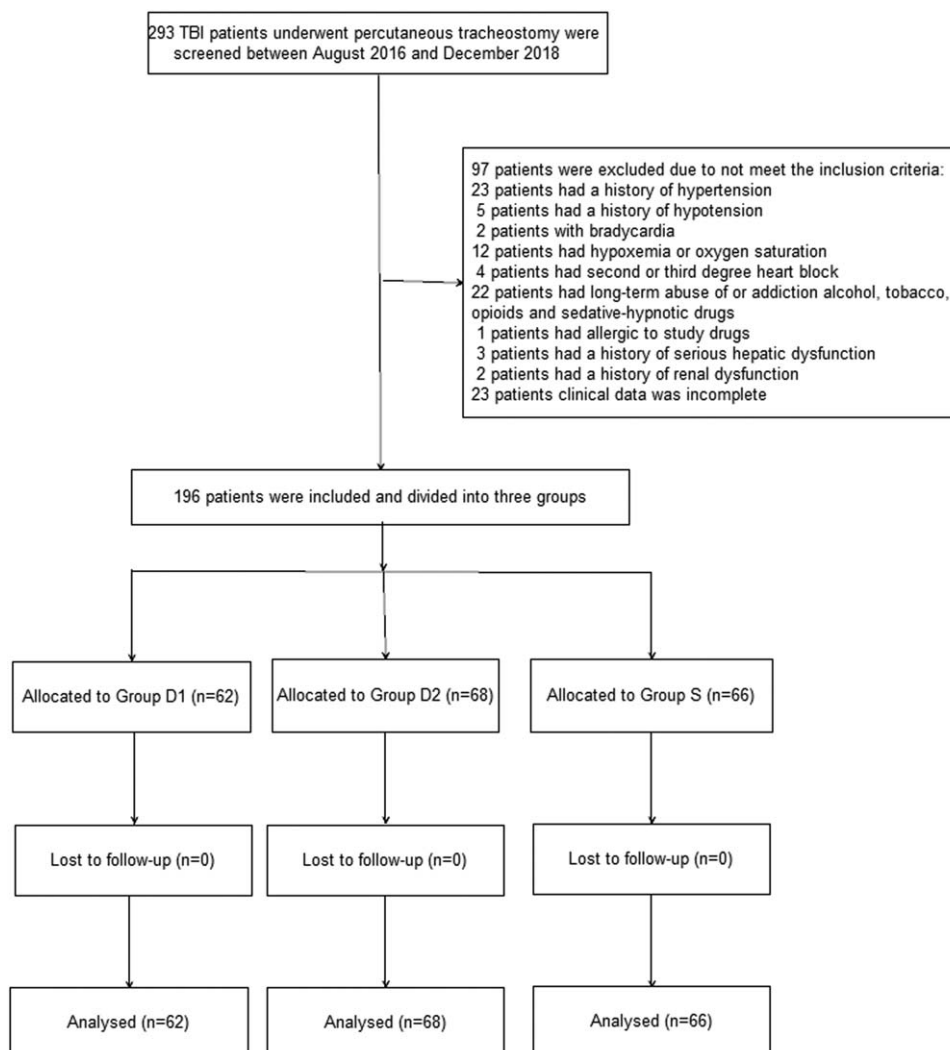 293 TBI patients underwent percutaneous tracheostomy were
screened between August 2016 and December 2018
97 patients were excluded due to not meet the inclusion criteria:
23 patients had a history of hypertension
5 patients had a history of hypotension
2 patients with bradycardia
12 patients had hypoxemia or oxygen saturation
4 patients had second or third degree heart block
22 patients had long-term abuse of or addiction alcohol, tobacco,
opioids and sedative-hypnotic drugs
1 patients had allergic to study drugs
3 patients had a history of serious hepatic dysfunction
2 patients had a history of renal dysfunction
23 patients clinical data was incomplete
196 patients were included and divided into three groups
Allocated to Group D1 (n=62)
Allocated to Group D2 (n=68)
Allocated to Group S (n=66)
Lost to follow-up (n=0)
Lost to follow-up (n=0)
Lost to follow-up (n=0)
Analysed (n=62)
Analysed (n=68)
Analysed (n=66)